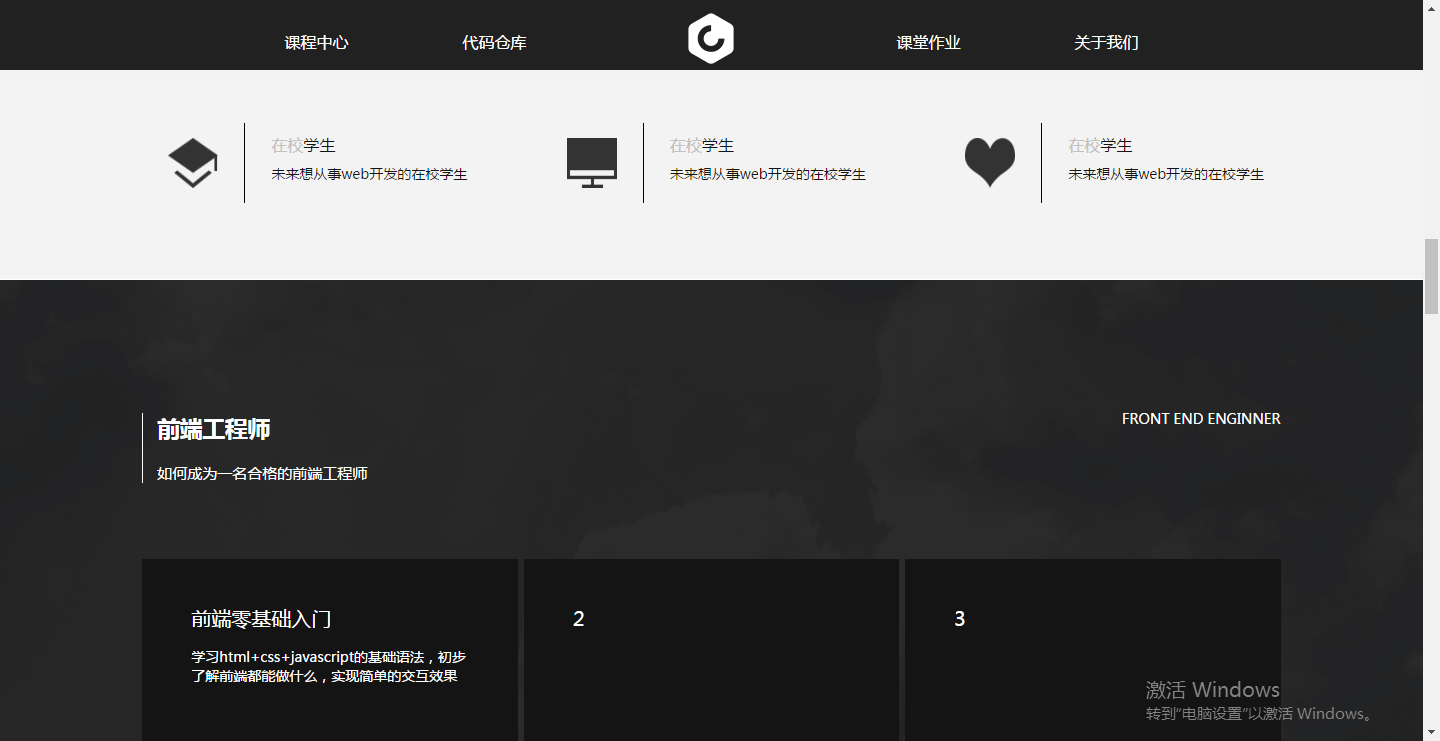 课程中心 代码仓库 课堂作业 关于我们
在校学生 在校学生 在校学生
未来想从事web开发的在校学生 未来想从事web开发的在校学生 未来想从事web开发的在校学生
前端工程师
FRONT END ENGINNER
如何成为一名合格的前端工程师
前端零基础入门 2 3
学习html+css+javascript的基础语法，初步
了解前端都能做什么，实现简单的交互效果
激活 Windows
转到“电脑设置”以激活 Windows。